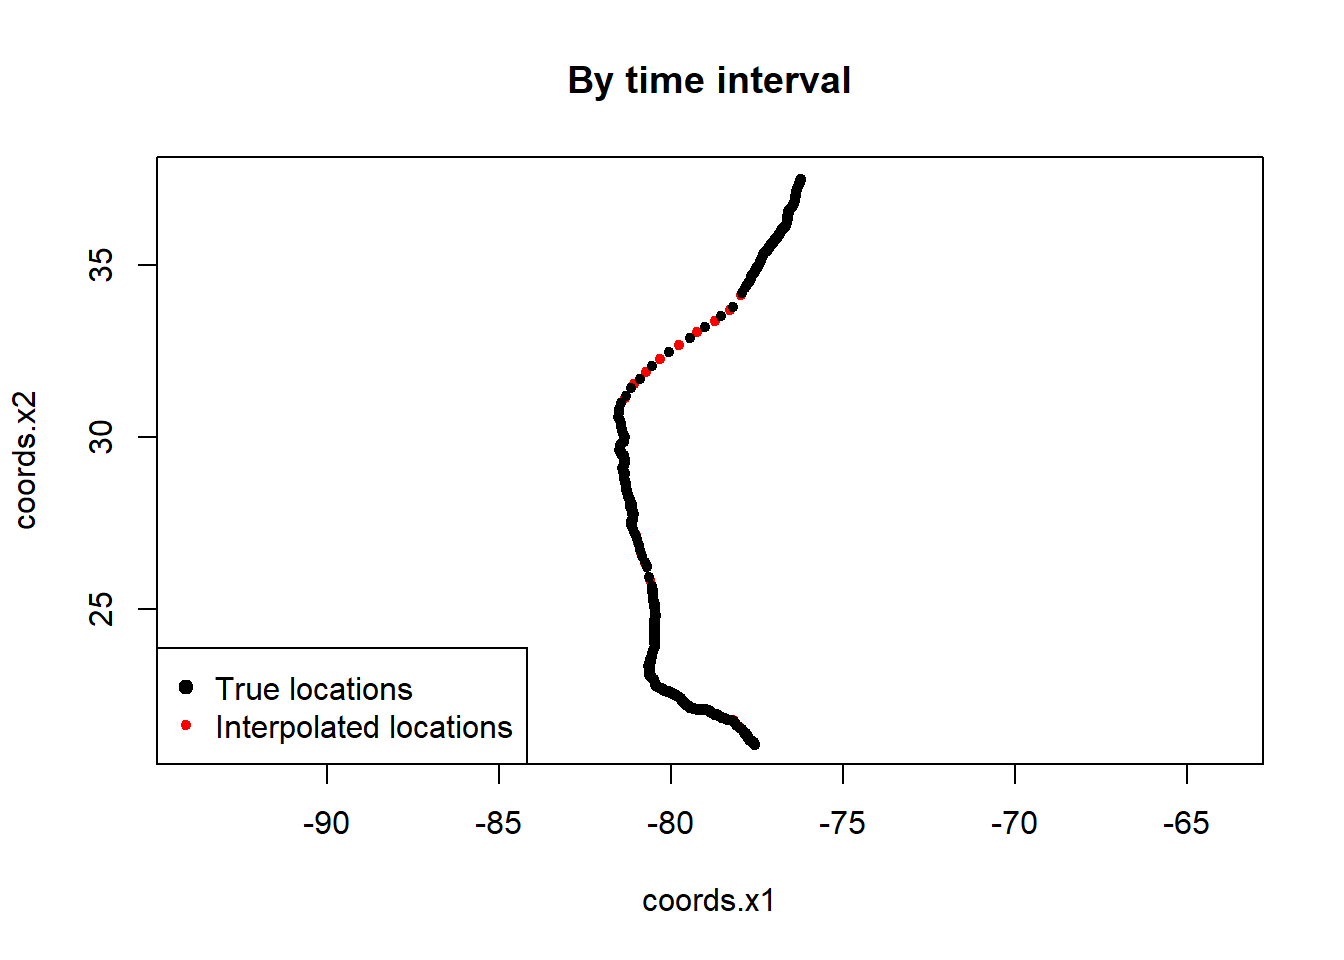 By time interval
coords.x2
35
30
25
True locations
Interpolated locations
-90 -85 -80 -75 -70 -65
coords.x1